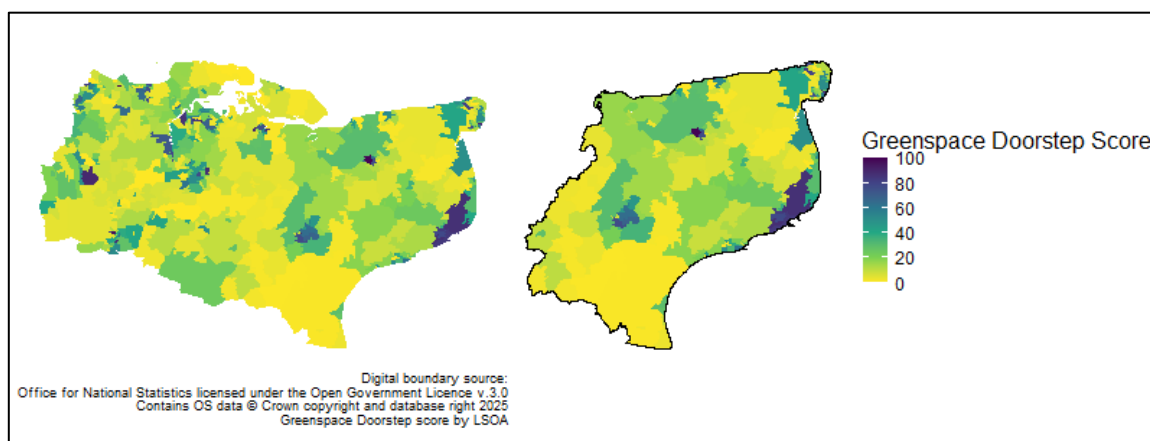 Greenspace Doorstep Score
100
80
60
40
20
0
Digital boundary source:
Office for National Statistics licensed under the Open Government Licence v.3.0
Contains OS data © Crown copyright and database right 2025
Greenspace Doorstep score by LSOA